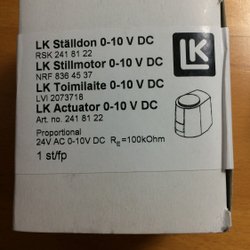 LK Ställdon 0-10 V DC
RSK 241 81 22
LK Stillmotor 0-10 V DC
NRF 836 45 37
LK Toimilaite 0-10 V DC
LVI 2073718
LK Actuator 0-10 V DC
Art. no. 241 81 22
Proportional
24V AC 0-10V DC Rtt=100kOhm
1 st/fp
LK